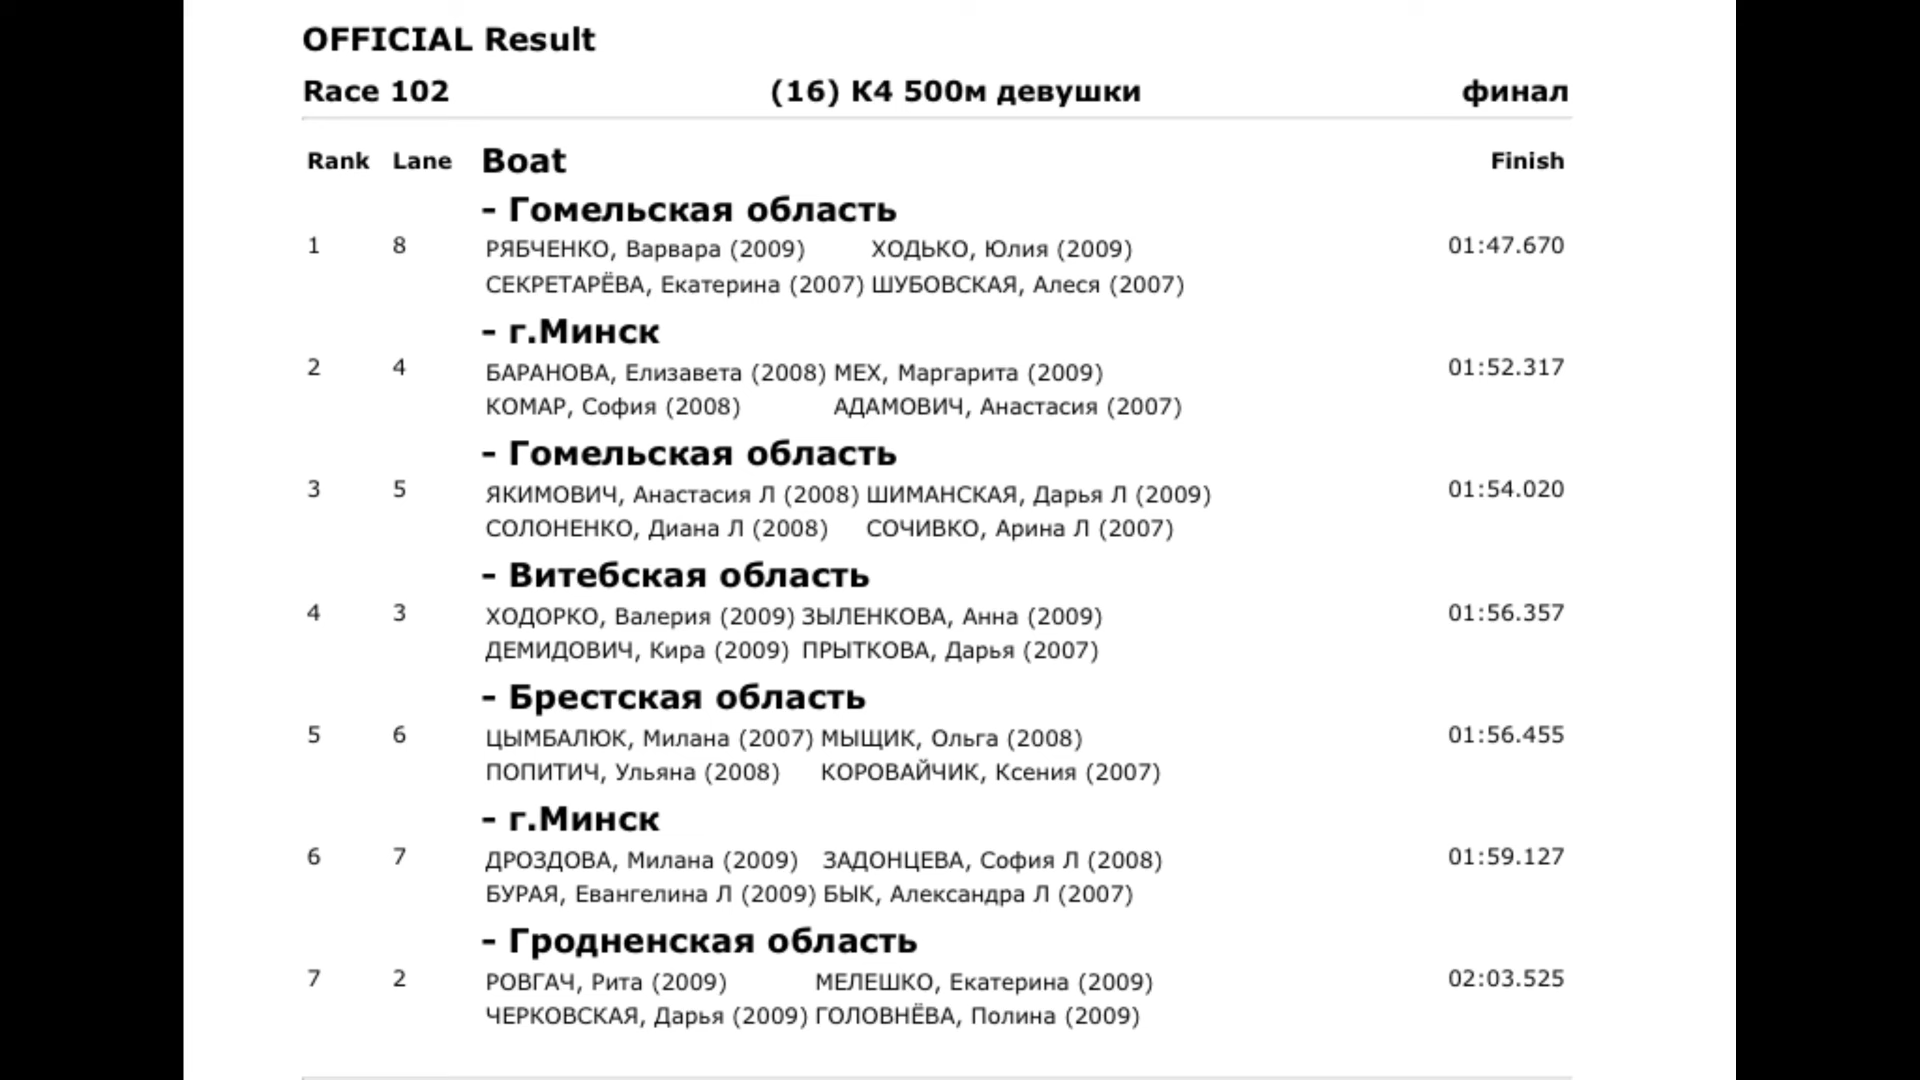 OFFICIAL Result
Race 102 (16) К4 500м девушки финал
Rank Lane Boat Finish
- Гомельская область
1 8 РЯБЧЕНКО, Варвара (2009) ХОДЬКО, Юлия (2009) 01:47.670
СЕКРЕТАРЁВА, Екатерина (2007) ШУБОВСКАЯ, Алеся (2007)
- г.Минск
2 4 БАРАНОВА, Елизавета (2008) МЕХ, Маргарита (2009) 01:52.317
КОМАР, София (2008) АДАМОВИЧ, Анастасия (2007)
- Гомельская область
3 5 ЯКИМОВИЧ, Анастасия Л (2008) ШИМАНСКАЯ, Дарья Л (2009) 01:54.020
СОЛОНЕНКО, Диана Л (2008) СОЧИВКО, Арина Л (2007)
- Витебская область
4 3 ХОДОРКО, Валерия (2009) ЗЫЛЕНКОВА, Анна (2009) 01:56.357
ДЕМИДОВИЧ, Кира (2009) ПРЫТКОВА, Дарья (2007)
- Брестская область
5 6 ЦЫМБАЛЮК, Милана (2007) МЫЩИК, Ольга (2008) 01:56.455
ПОПИТИЧ, Ульяна (2008) КОРОВАЙЧИК, Ксения (2007)
- г.Минск
6 7 ДРОЗДОВА, Милана (2009) ЗАДОНЦЕВА, София Л (2008) 01:59.127
БУРАЯ, Евангелина Л (2009) БЫК, Александра Л (2007)
- Гродненская область
7 2 РОВГАЧ, Рита (2009) МЕЛЕШКО, Екатерина (2009) 02:03.525
ЧЕРКОВСКАЯ, Дарья (2009) ГОЛОВНЁВА, Полина (2009)